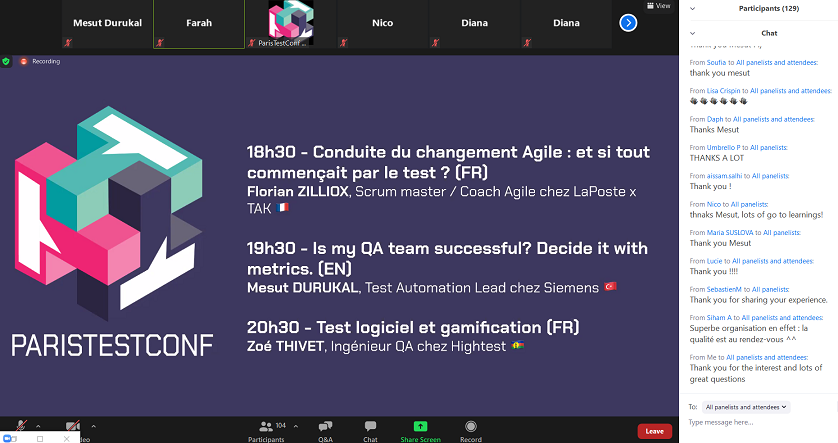 Mesut Durukal
Farah
Nico
Diana
Diana
View
ParisTestConf ...
Recording
18h30 - Conduite du changement Agile : et si tout
commençait par le test ? (FR)
Florian ZILLIOX, Scrum master / Coach Agile chez LaPoste x
TAK
19h30 - Is my QA team successful? Decide it with
metrics. (EN)
Mesut DURUKAL, Test Automation Lead chez Siemens
20h30 - Test logiciel et gamification (FR)
Zoé THIVET, Ingénieur QA chez Hightest
PARISTESTCONF
deo
104
Participants
Q&A
Chat
Share Screen
Record
Leave
Participants (129)
Chat
From Soufia to All panelists and attendees:
thank you mesut
From Lisa Crispin to All panelists and attendees:
From Daph to All panelists and attendees:
Thanks Mesut
From Umbrello P to All panelists:
THANKS A LOT
From aissam.salhi to All panelists:
Thank you !
From Nico to All panelists:
thnaks Mesut, lots of go to learnings!
From Maria SUSLOVA to All panelists:
Thank you Mesut
From Lucie to All panelists and attendees:
Thank you !!!!
From SebastienM to All panelists:
Thank you for sharing your experience.
From Siham A to All panelists and attendees:
Superbe organisation en effet : la
qualité est au rendez-vous ^^
From Me to All panelists and attendees:
Thank you for the interest and lots of
great questions
To: All panelists and attendees
Type message here...